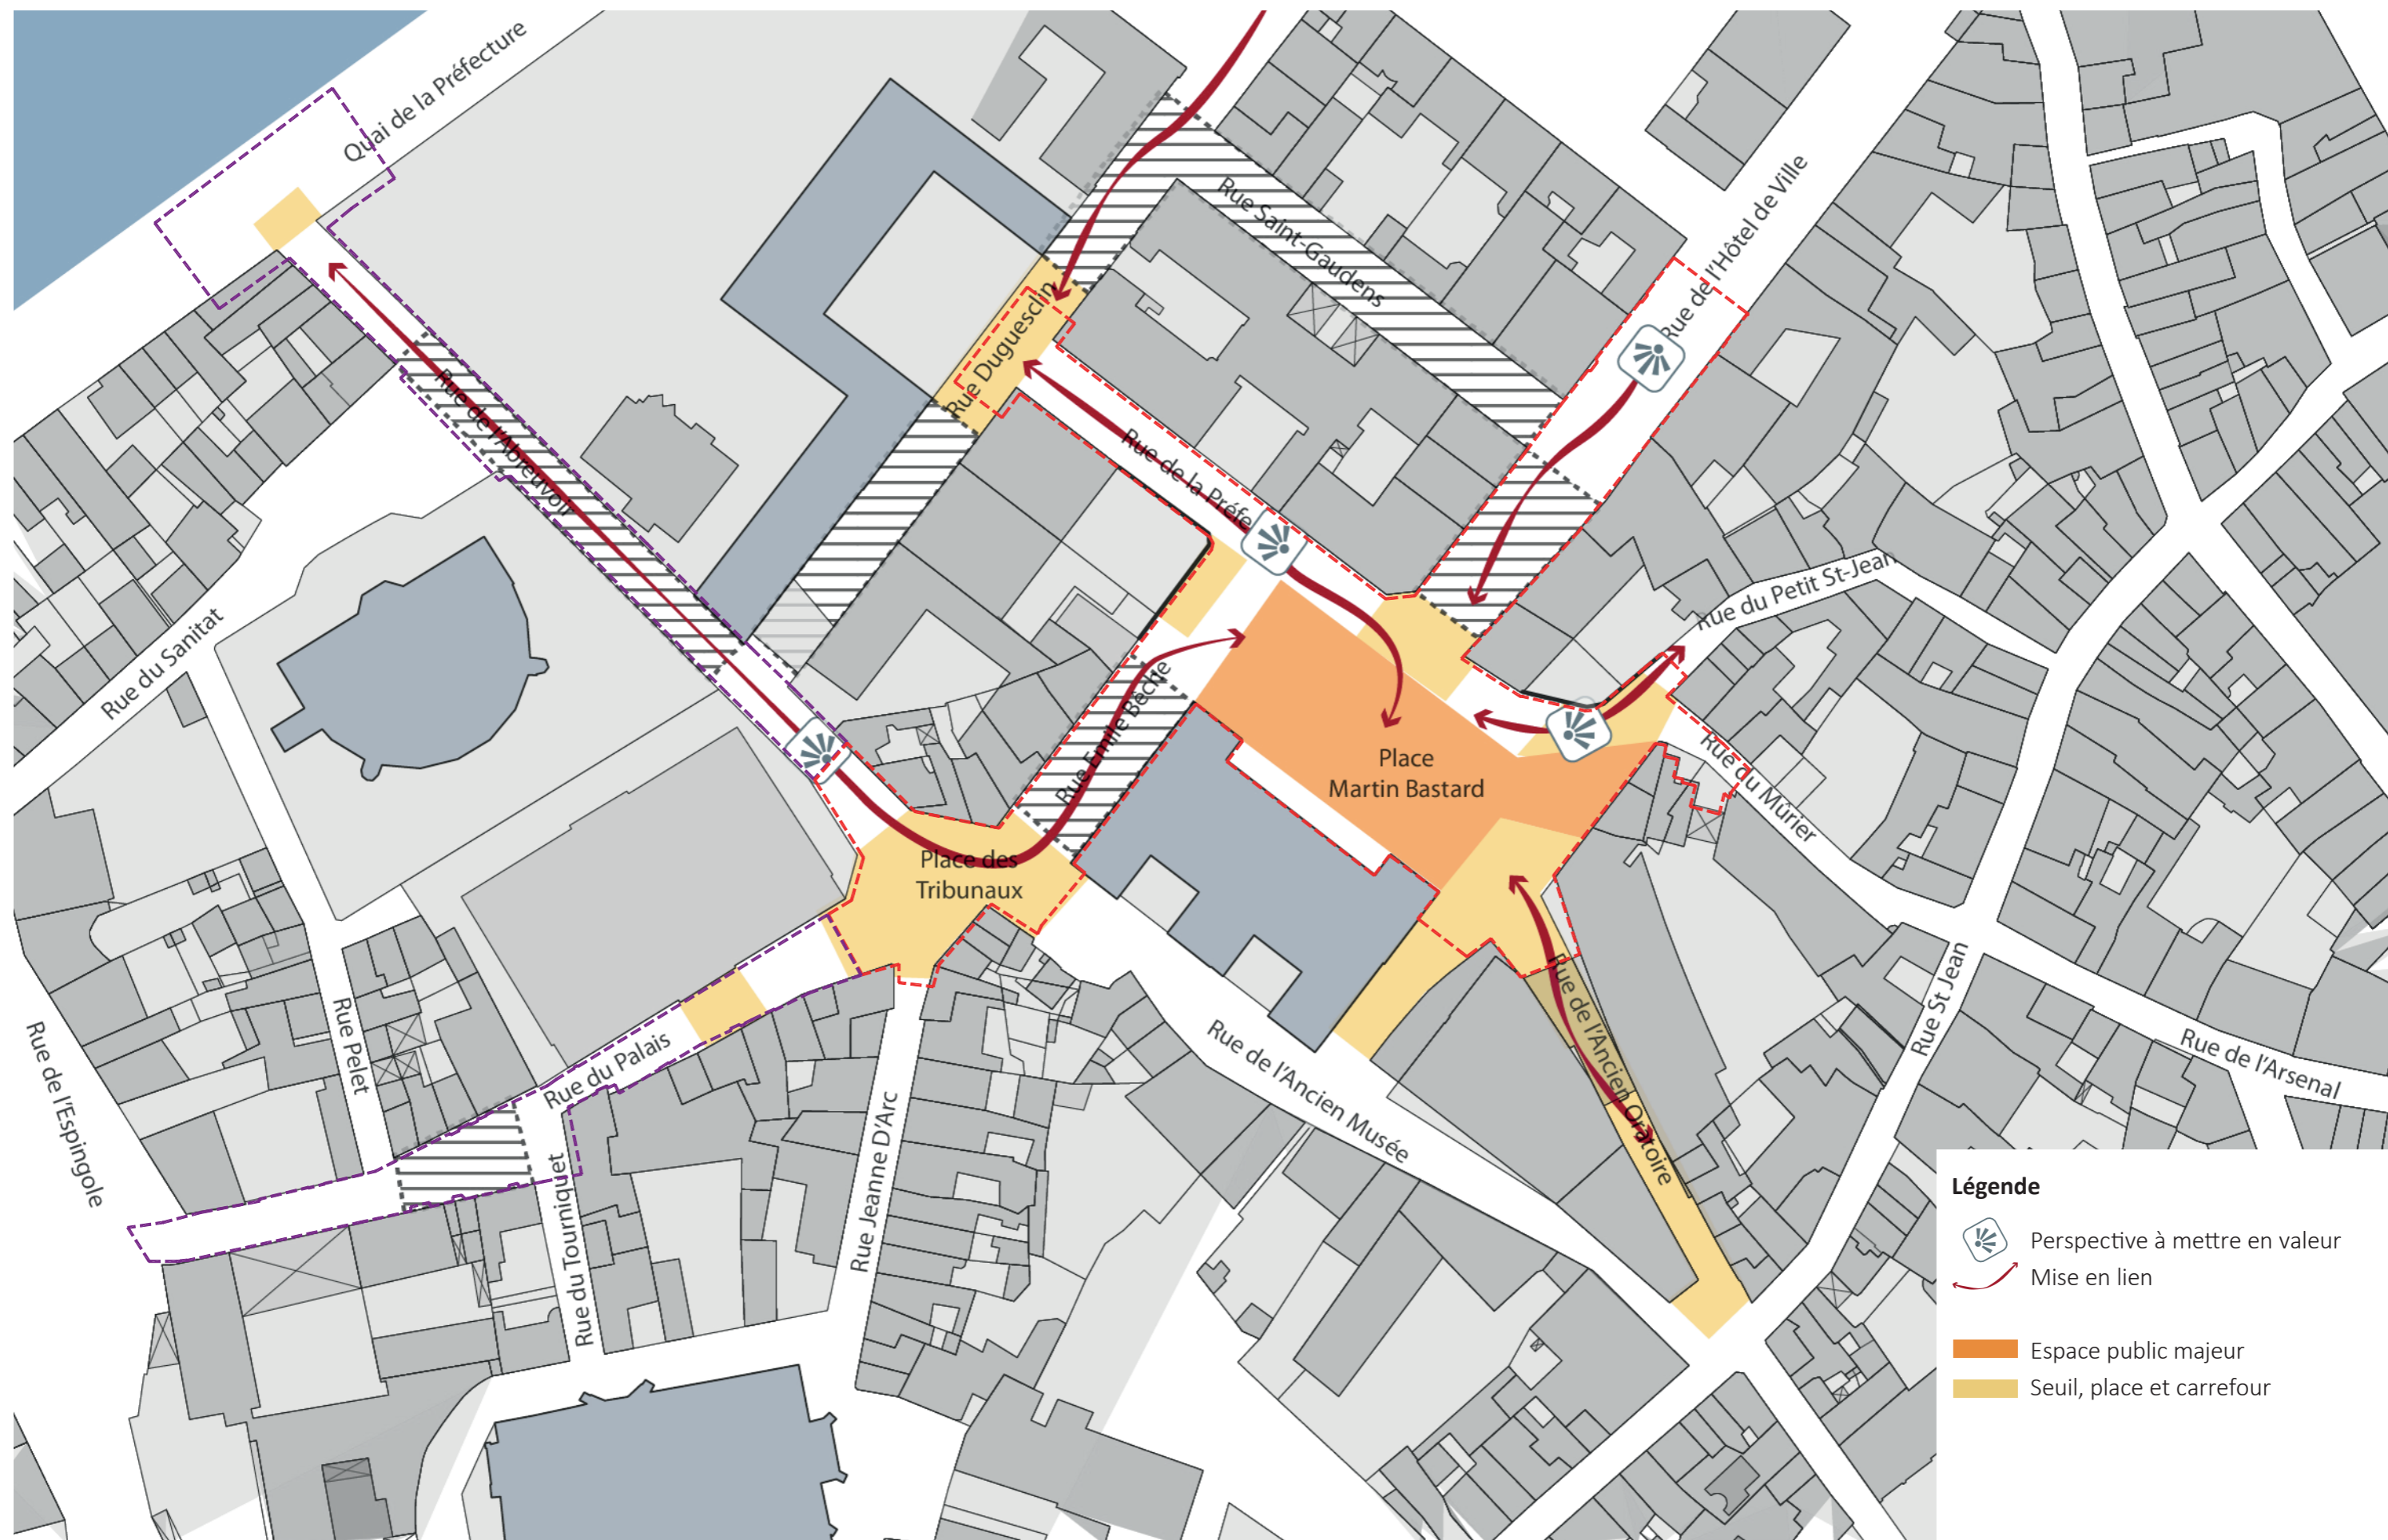 Quai de la Préfecture
Rue Saint-Gaudens
Rue de l'Hôtel de Ville
Rue Duguesclin
Rue de l'Abreuvoir
Rue de la Préfe
Rue du Petit St-Jean
Rue du Sanitat
Rue Emile Bèche
Place
Martin Bastard
Rue du Mûrier
Place des
Tribunaux
Rue de l'Ancien Oratoire
Rue St Jean
Rue Pelet
Rue du Palais
Rue de l'Espingole
Rue de l'Ancien Musée
Rue de l'Arsenal
Rue Jeanne D'Arc
Rue du Tourniquet
Légende
Perspective à mettre en valeur
Mise en lien
Espace public majeur
Seuil, place et carrefour